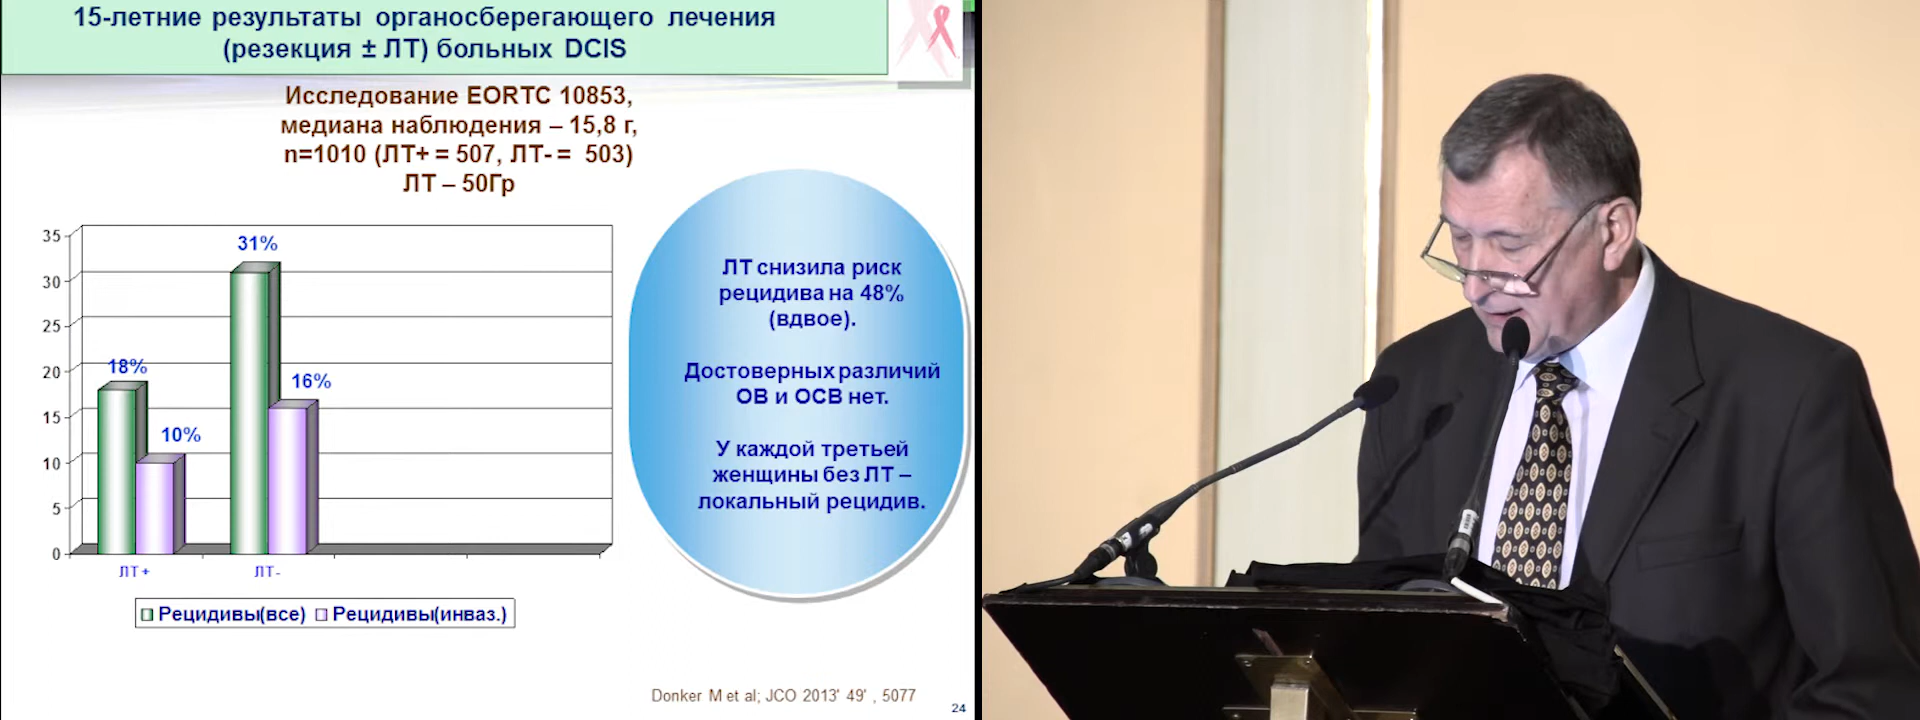 15-летние результаты органосберегающего лечения
(резекция ± ЛТ) больных DCIS
Исследование EORTC 10853,
медиана наблюдения – 15,8 г,
n=1010 (ЛТ+ = 507, ЛТ- = 503)
ЛТ – 50Гр
35
30
25
20
15
10
5
0
18%
10%
31%
16%
ЛТ+
ЛТ-
Рецидивы(все) Рецидивы(инваз.)
ЛТ снизила риск
рецидива на 48%
(вдвое).
Достоверных различий
ОВ и ОСВ нет.
У каждой третьей
женщины без ЛТ –
локальный рецидив.
Donker M et al; JCO 2013' 49' , 5077
24